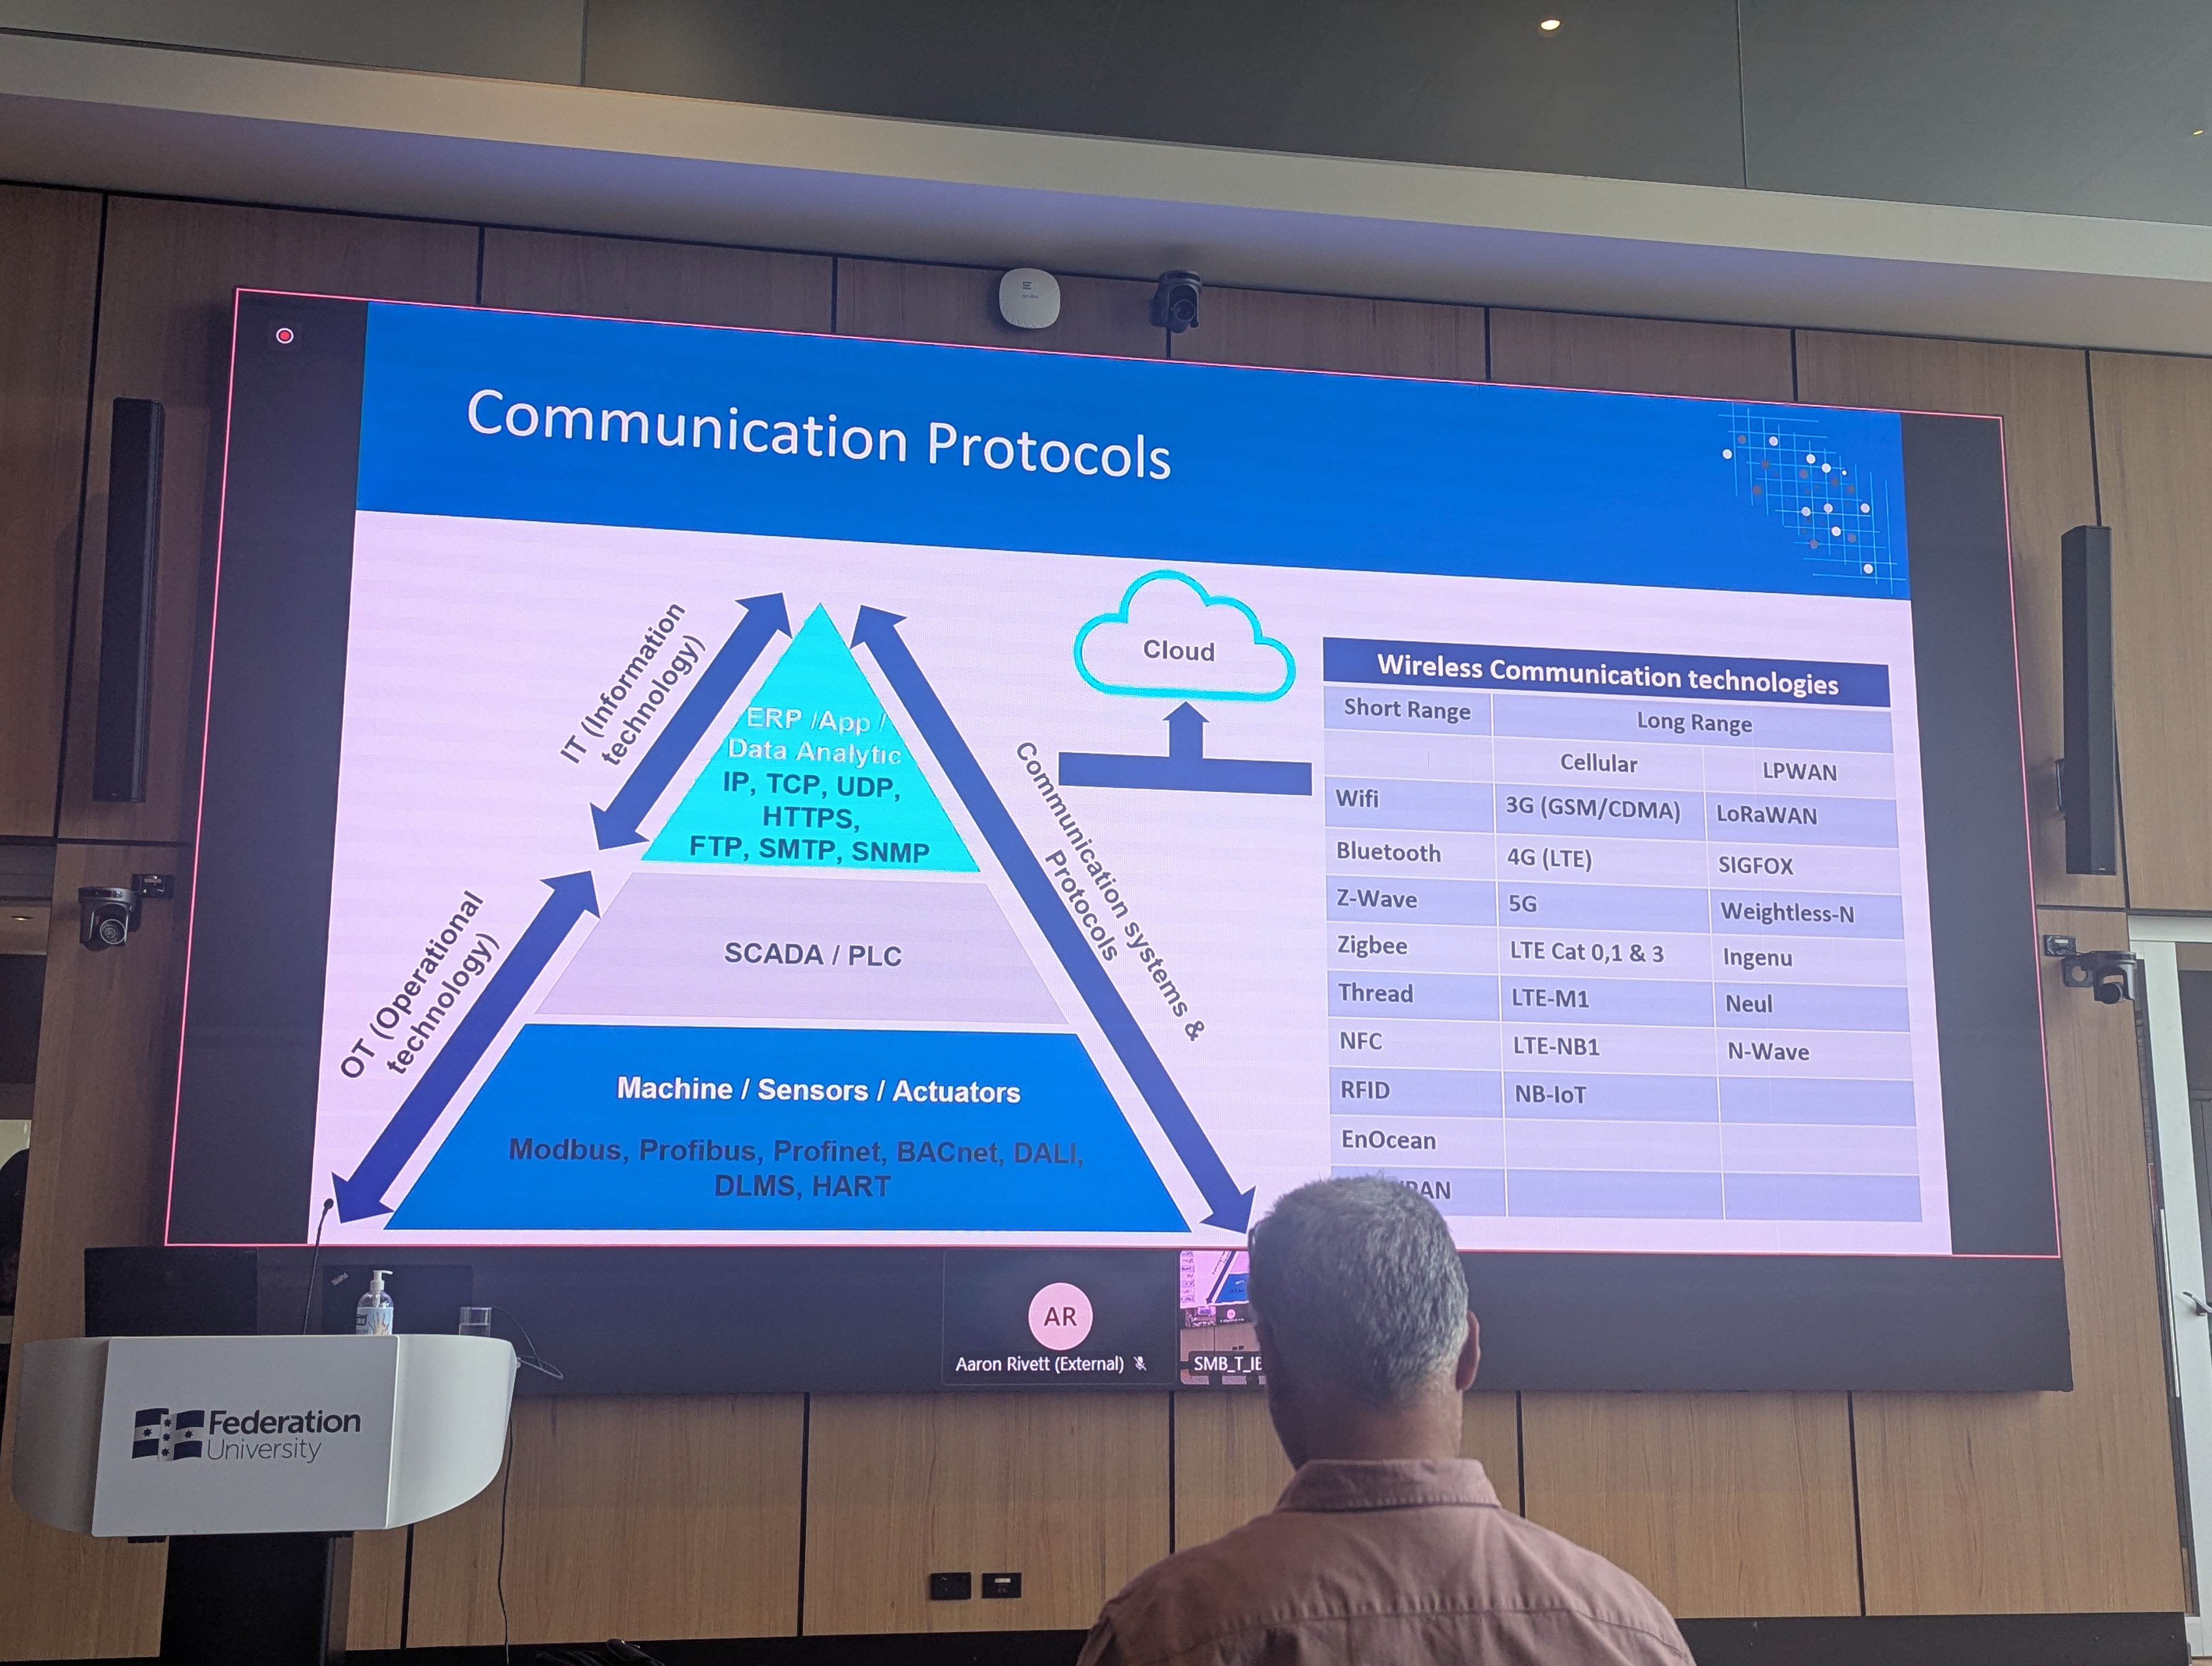 Communication Protocols
IT (Information
technology)
OT (Operational
technology)
ERP /App /
Data Analytic
IP, TCP, UDP,
HTTPS,
FTP, SMTP, SNMP
SCADA / PLC
Machine / Sensors / Actuators
Modbus, Profibus, Profinet, BACnet, DALI,
DLMS, HART
Communication systems &
Protocols
Cloud
Wireless Communication technologies
Short Range Long Range
Cellular LPWAN
Wifi 3G (GSM/CDMA) LoRaWAN
Bluetooth 4G (LTE) SIGFOX
Z-Wave 5G Weightless-N
Zigbee LTE Cat 0,1 & 3 Ingenu
Thread LTE-M1 Neul
NFC LTE-NB1 N-Wave
RFID NB-IoT
EnOcean
AR
Aaron Rivett (External)
Federation
University